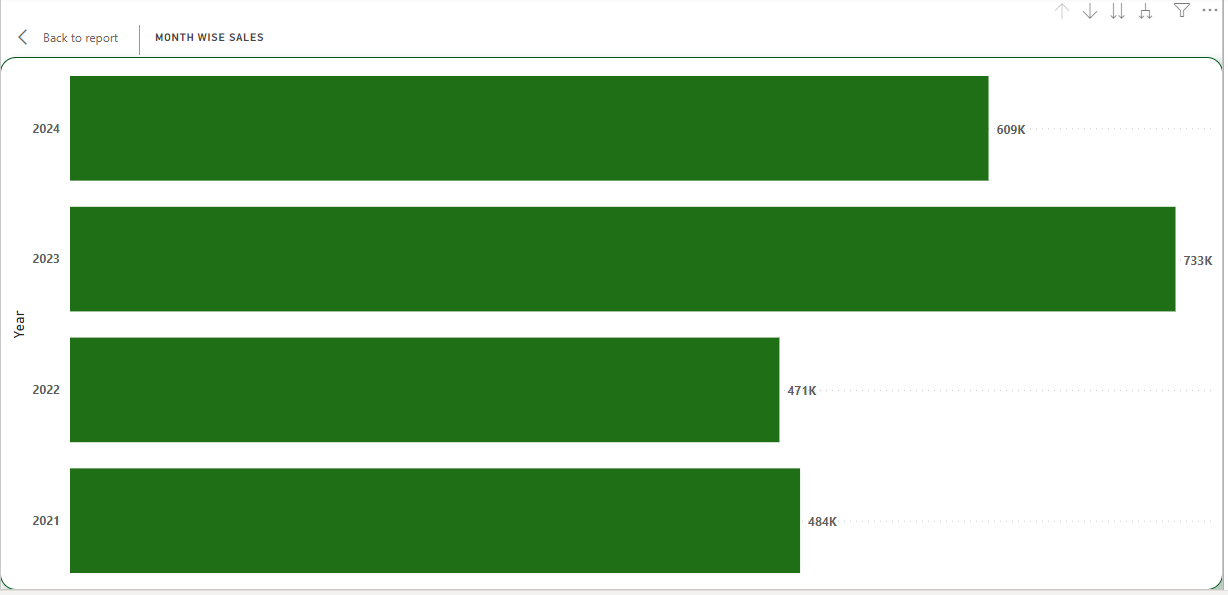 Back to report
MONTH WISE SALES
2024
609K
2023
733K
Year
2022
471K
2021
484K